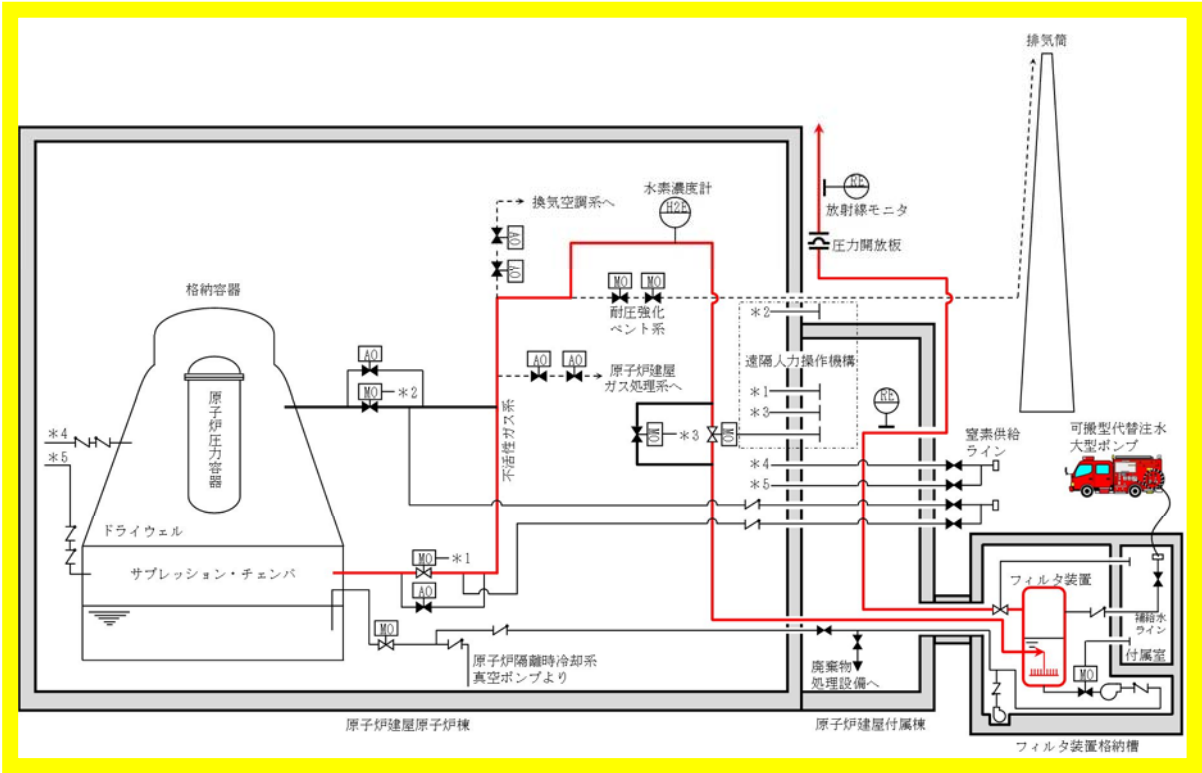 排気筒
水素濃度計
H2E
RE
放射線モニタ
換気空調系へ
AO
AO
圧力開放板
格納容器
MO
MO
耐圧強化
ベント系
＊2
遠隔人力操作機構
AO
MO
＊2
AO
AO
原子炉建屋
ガス処理系へ
＊1
＊3
RE
原子炉圧力容器
不活性ガス系
MO
＊3
MO
窒素供給
ライン
可搬型代替注水
大型ポンプ
＊4
＊5
＊4
＊5
ドライウェル
サプレッション・チェンバ
MO
＊1
AO
フィルタ装置
MO
原子炉隔離時冷却系
真空ポンプより
廃棄物
処理設備へ
補給水
ライン
付属室
MO
原子炉建屋原子炉棟
原子炉建屋付属棟
フィルタ装置格納槽